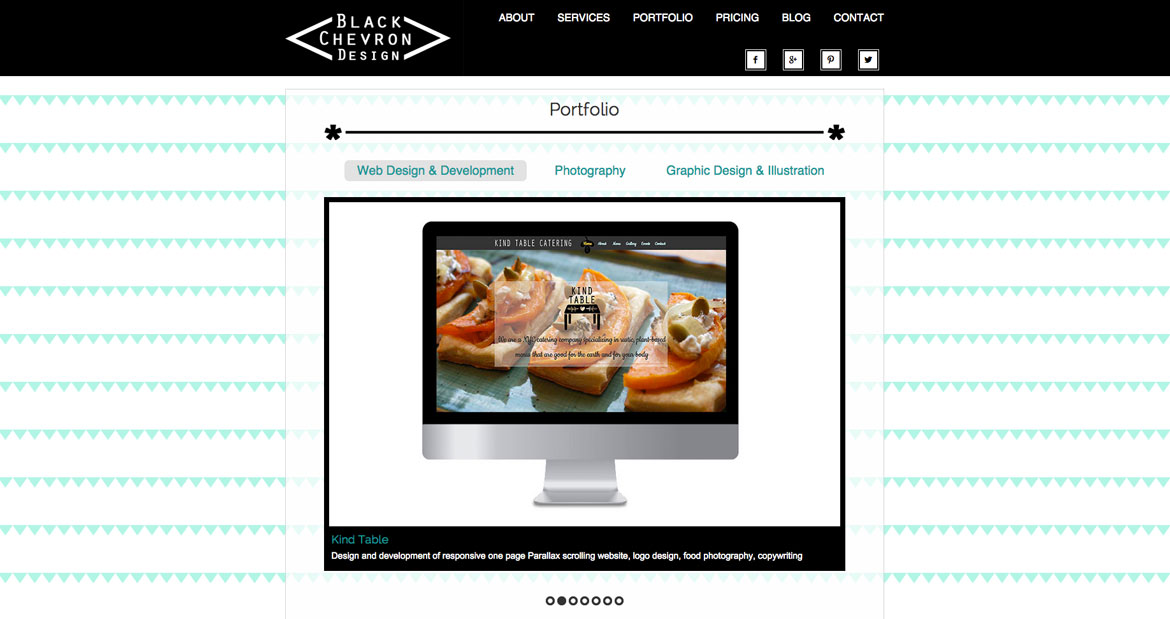 BLACK
CHEVRON
DESIGN
ABOUT SERVICES PORTFOLIO PRICING BLOG CONTACT
f g+ p
Portfolio
Web Design & Development Photography Graphic Design & Illustration
KIND TABLE CATERING Home About Menu Gallery Events Contact
KIND
TABLE
We are a NYC catering company specializing in rustic, plant-based
menus that are good for the earth and for your body
Kind Table
Design and development of responsive one page Parallax scrolling website, logo design, food photography, copywriting